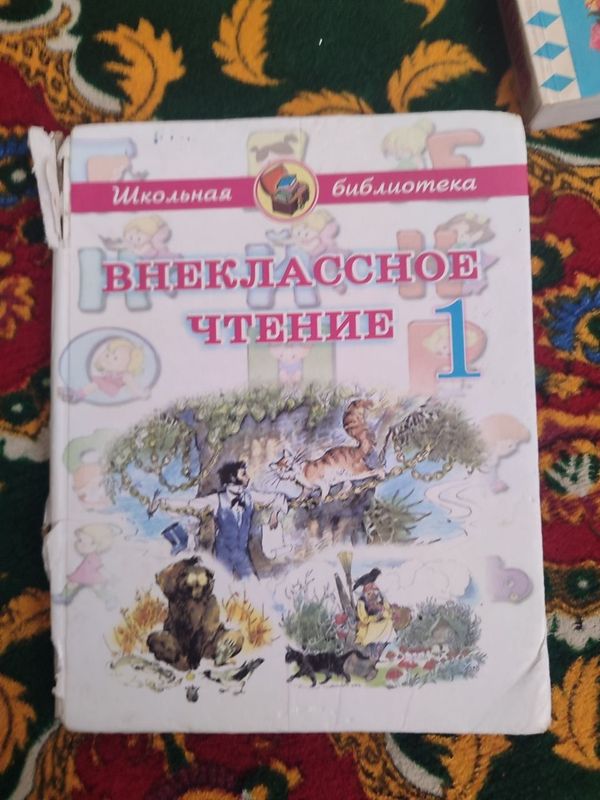 Школьная библиотека
ВНЕКЛАССНОЕ
ЧТЕНИЕ 1